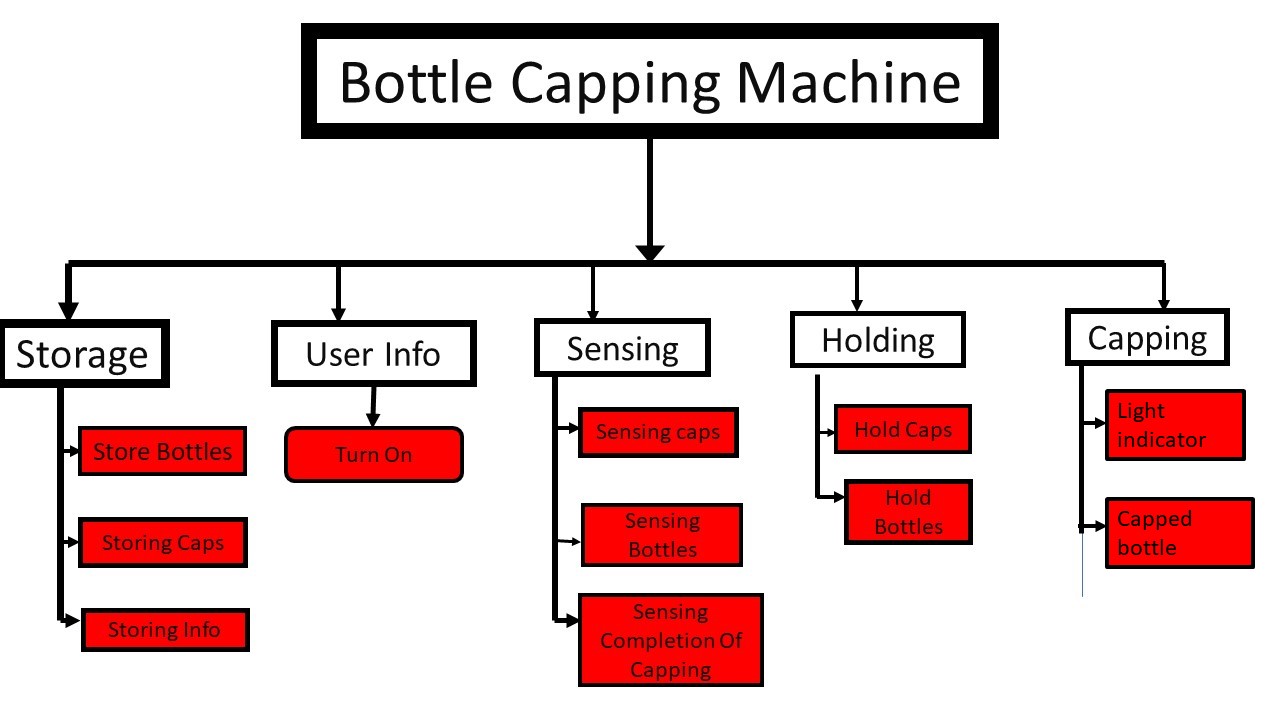 Bottle Capping Machine
Storage
Store Bottles
Storing Caps
Storing Info
User Info
Turn On
Sensing
Sensing caps
Sensing
Bottles
Sensing
Completion Of
Capping
Holding
Hold Caps
Hold
Bottles
Capping
Light
indicator
Capped
bottle